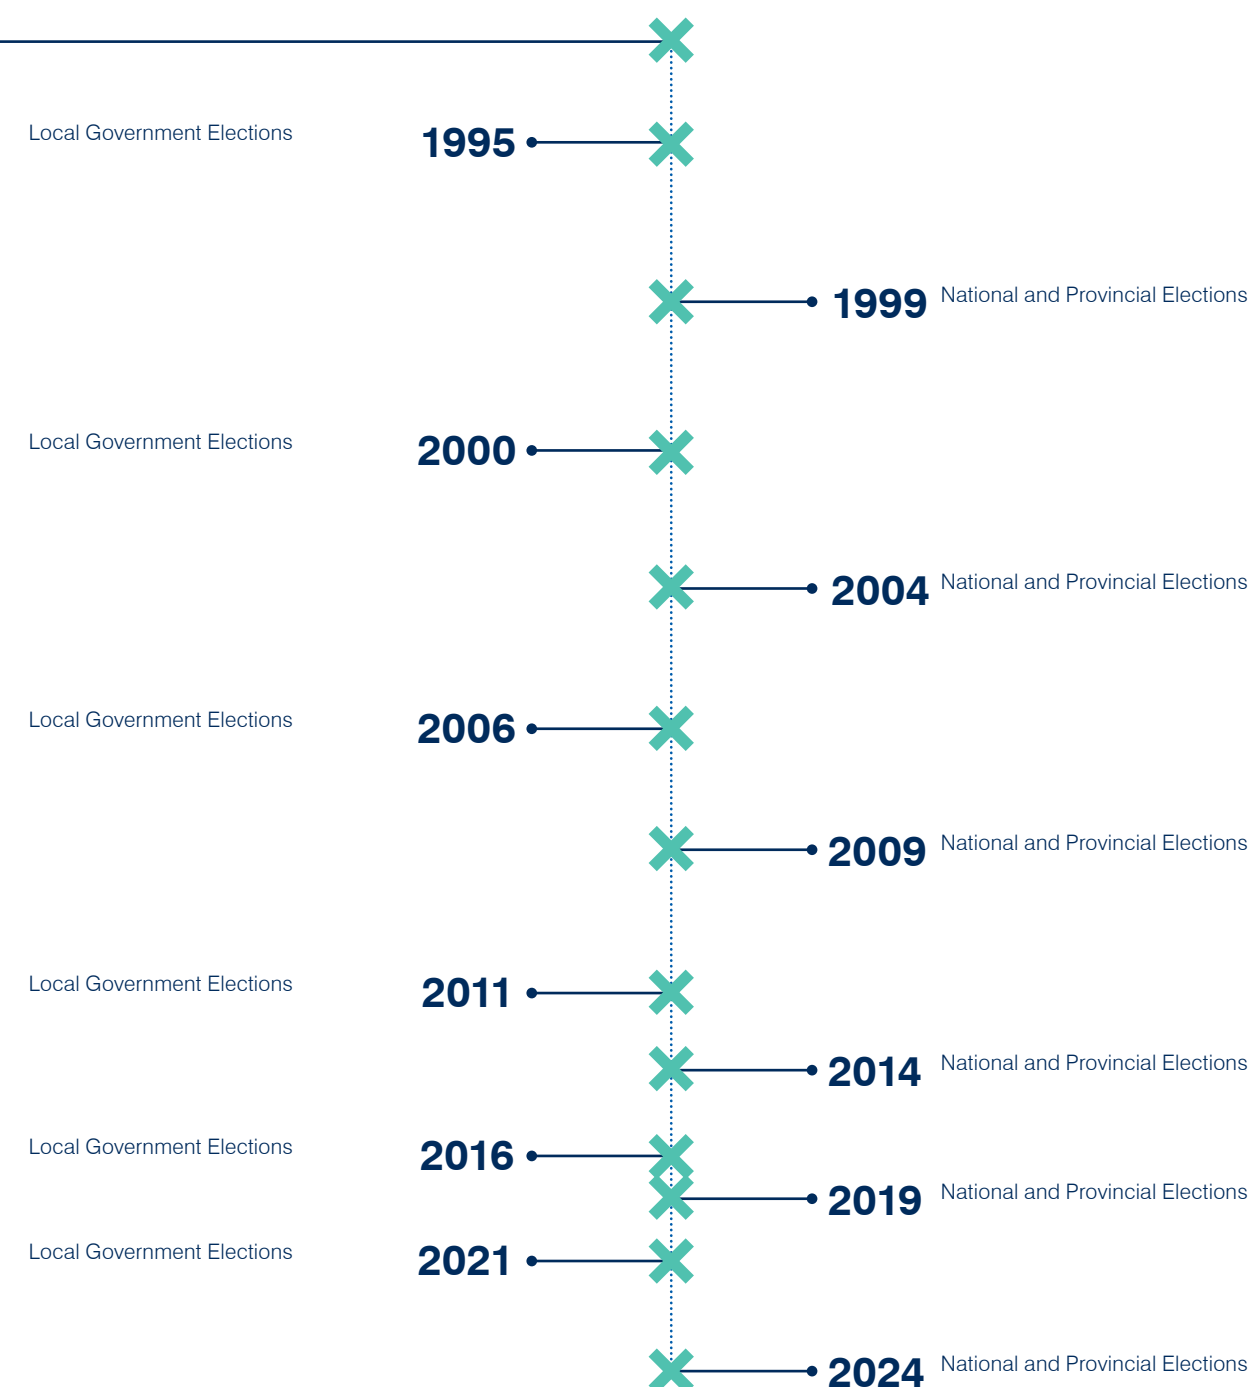 Local Government Elections
1995
1999
National and Provincial Elections
Local Government Elections
2000
2004
National and Provincial Elections
Local Government Elections
2006
2009
National and Provincial Elections
Local Government Elections
2011
2014
National and Provincial Elections
Local Government Elections
2016
2019
National and Provincial Elections
Local Government Elections
2021
2024
National and Provincial Elections